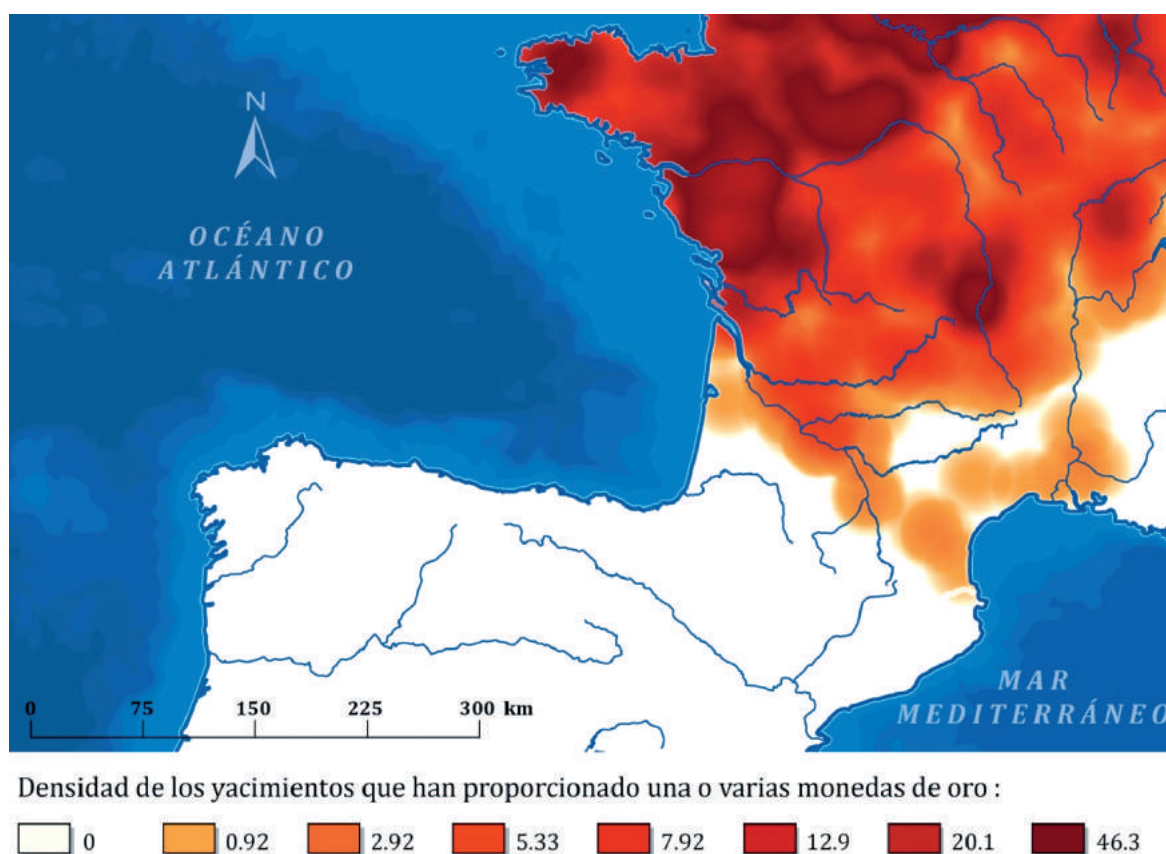 N
OCÉANO
ATLÁNTICO
MAR
MEDITERRÁNEO
0 75 150 225 300 km
Densidad de los yacimientos que han proporcionado una o varias monedas de oro :
0 0.92 2.92 5.33 7.92 12.9 20.1 46.3